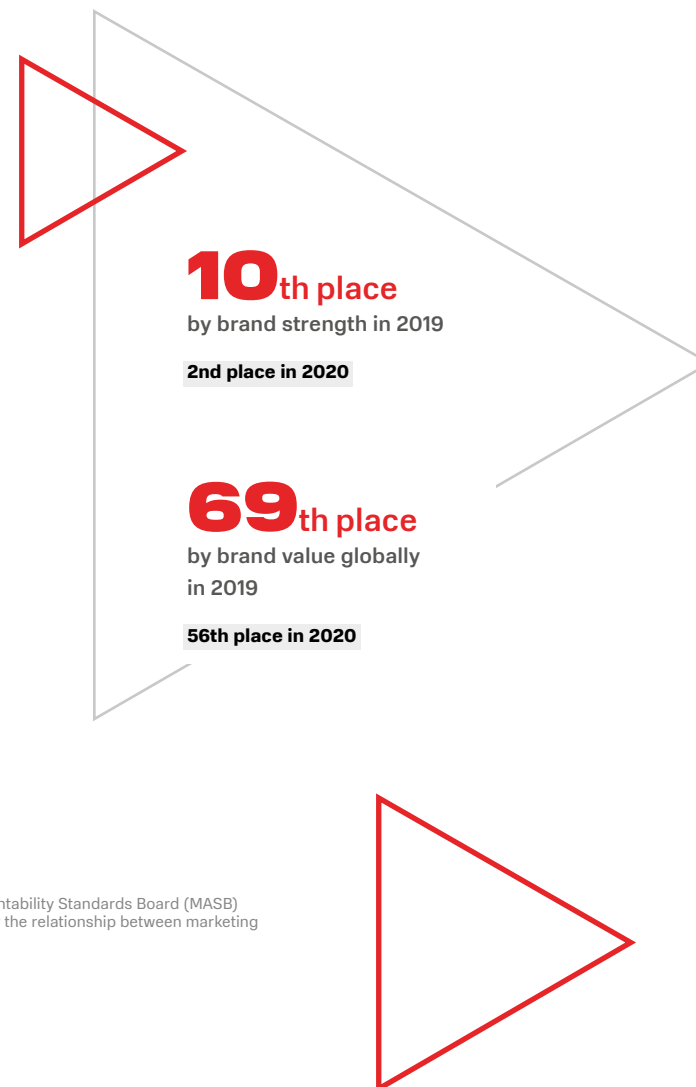 10th place
by brand strength in 2019
2nd place in 2020
69th place
by brand value globally
in 2019
56th place in 2020
ntability Standards Board (MASB)
the relationship between marketing